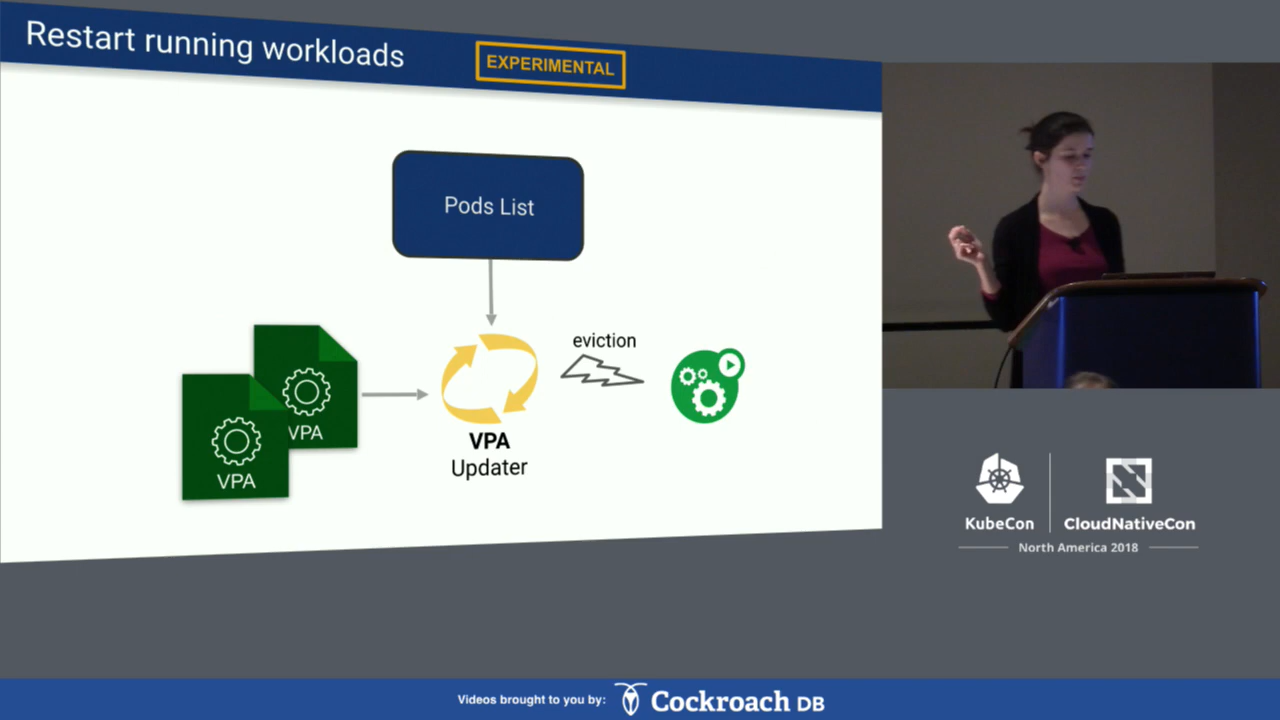 Restart running workloads
EXPERIMENTAL
Pods List
eviction
VPA
VPA
VPA
Updater
KubeCon
CloudNativeCon
North America 2018
Videos brought to you by:
Cockroach DB